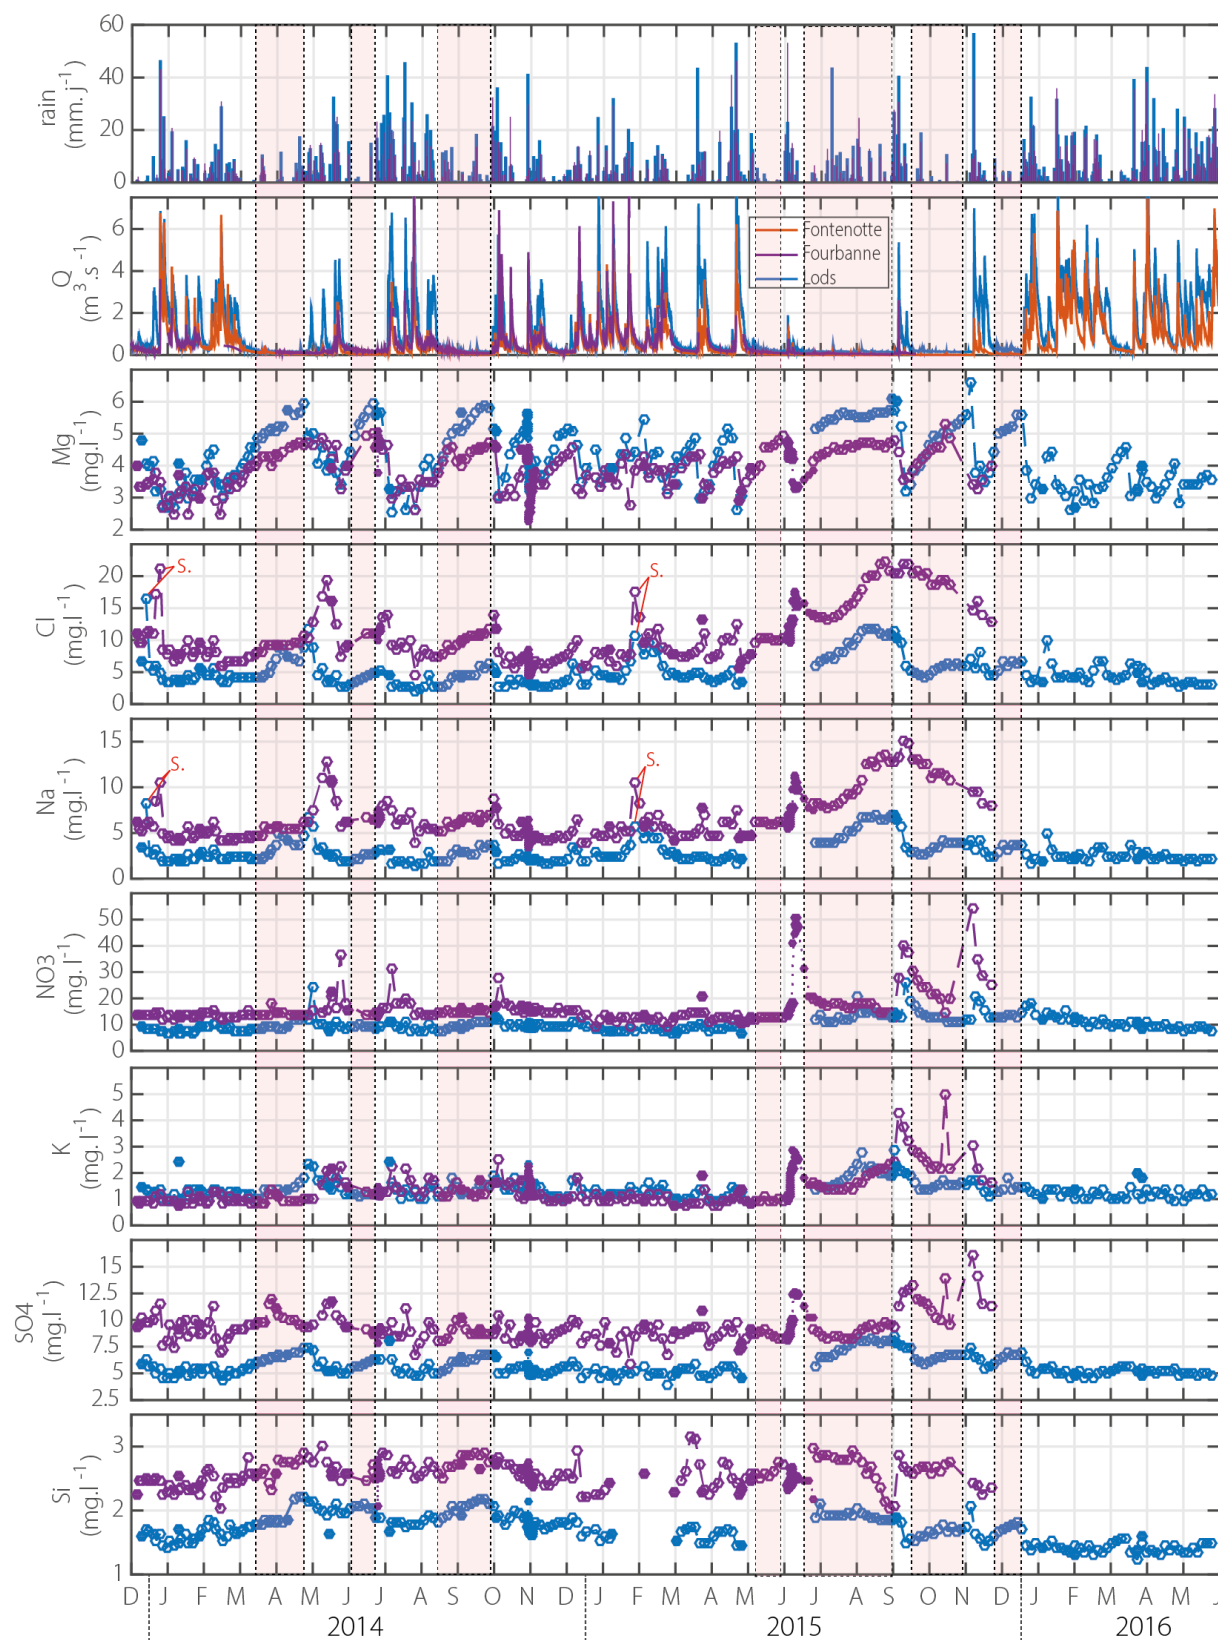 60
40
20
0
rain
(mm. j⁻¹)
6
4
2
0
Q
(m³.s⁻¹)
Fontenotte
Fourbanne
Lods
6
5
4
3
2
Mg
(mg.l⁻¹)
20
15
10
5
0
Cl
(mg.l⁻¹)
S.
S.
15
10
5
0
Na
(mg.l⁻¹)
S.
S.
50
40
30
20
10
0
NO3
(mg.l⁻¹)
5
4
3
2
1
0
K
(mg.l⁻¹)
15
12.5
10
7.5
5
2.5
SO4
(mg.l⁻¹)
3
2
1
Si
(mg.l⁻¹)
D J F M A M J J A S O N D J F M A M J J A S O N D J F M A M J
2014 2015 2016